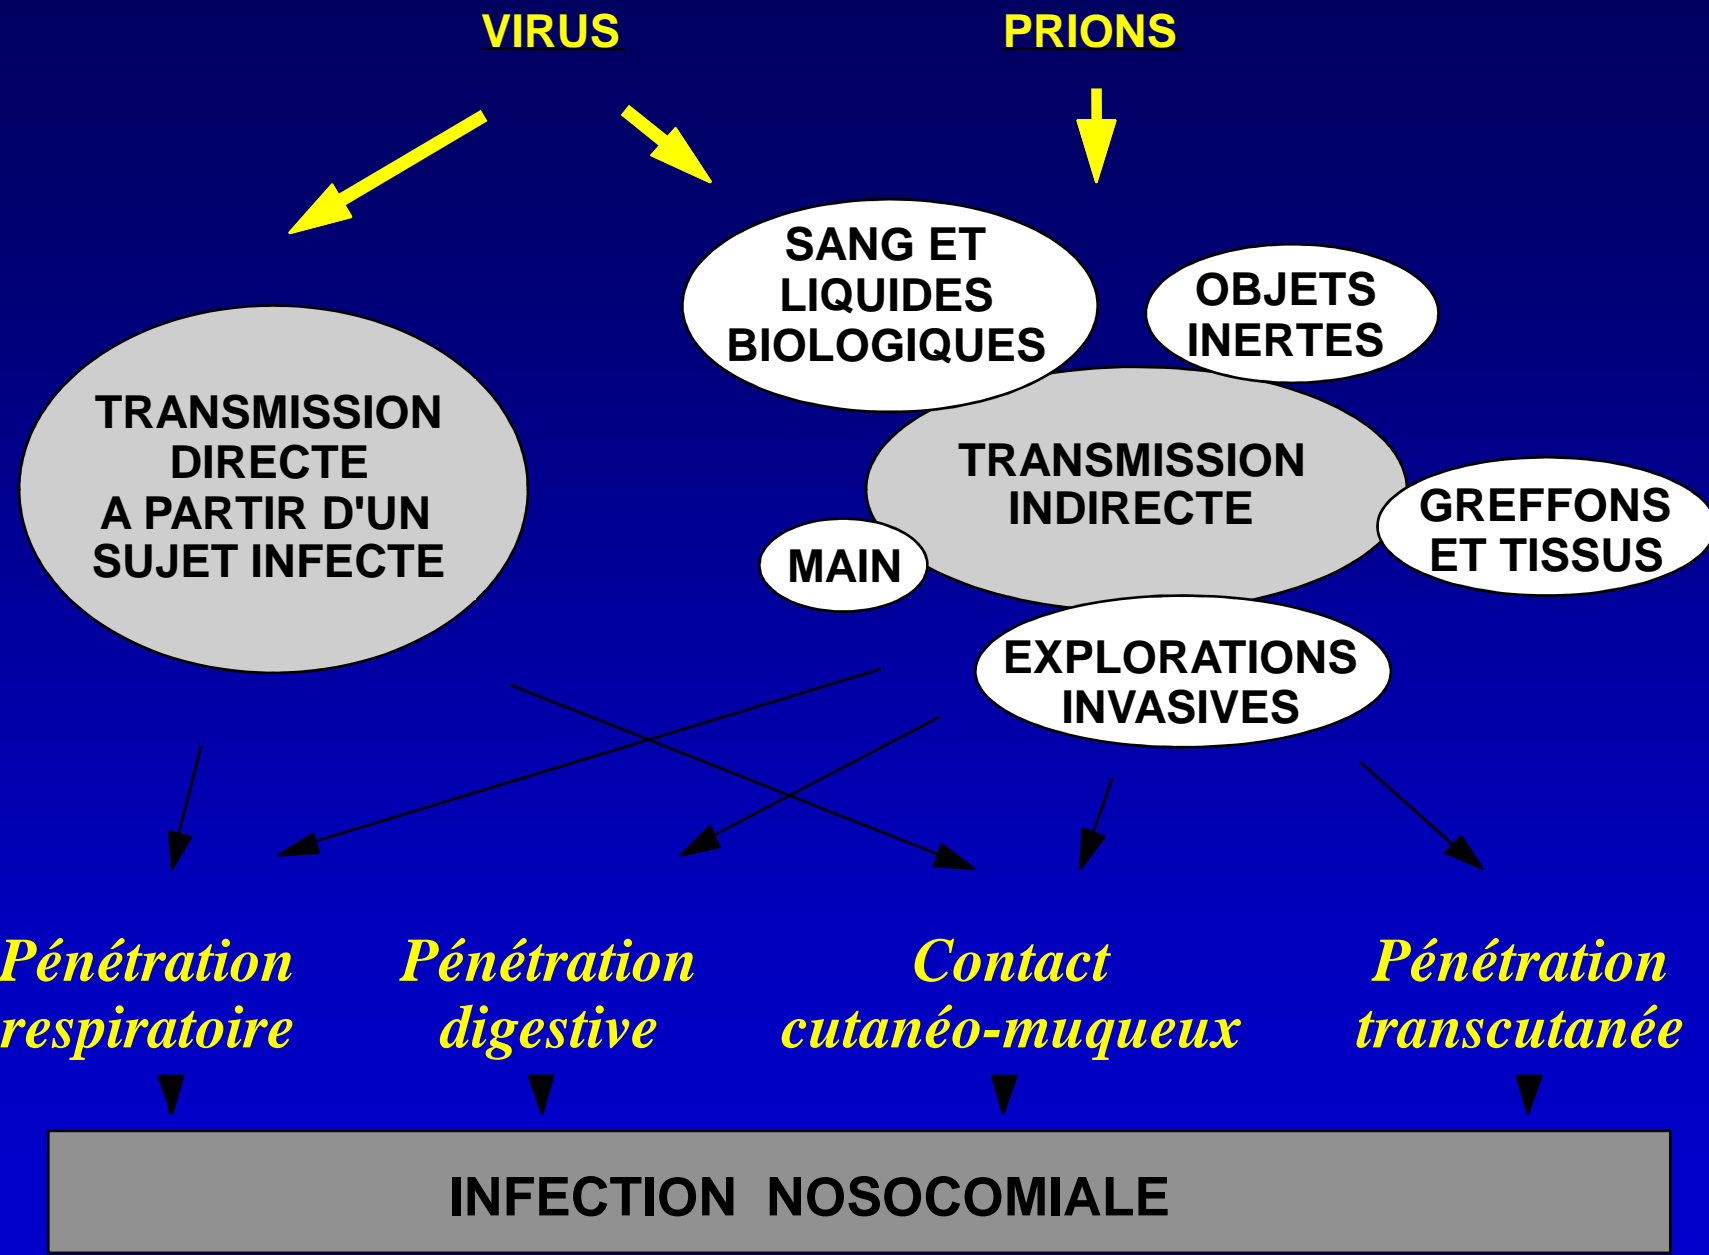 VIRUS
PRIONS
SANG ET
LIQUIDES
BIOLOGIQUES
OBJETS
INERTES
TRANSMISSION
DIRECTE
A PARTIR D'UN
SUJET INFECTE
TRANSMISSION
INDIRECTE
GREFFONS
ET TISSUS
MAIN
EXPLORATIONS
INVASIVES
Pénétration
respiratoire
Pénétration
digestive
Contact
cutanéo-muqueux
Pénétration
transcutanée
INFECTION NOSOCOMIALE